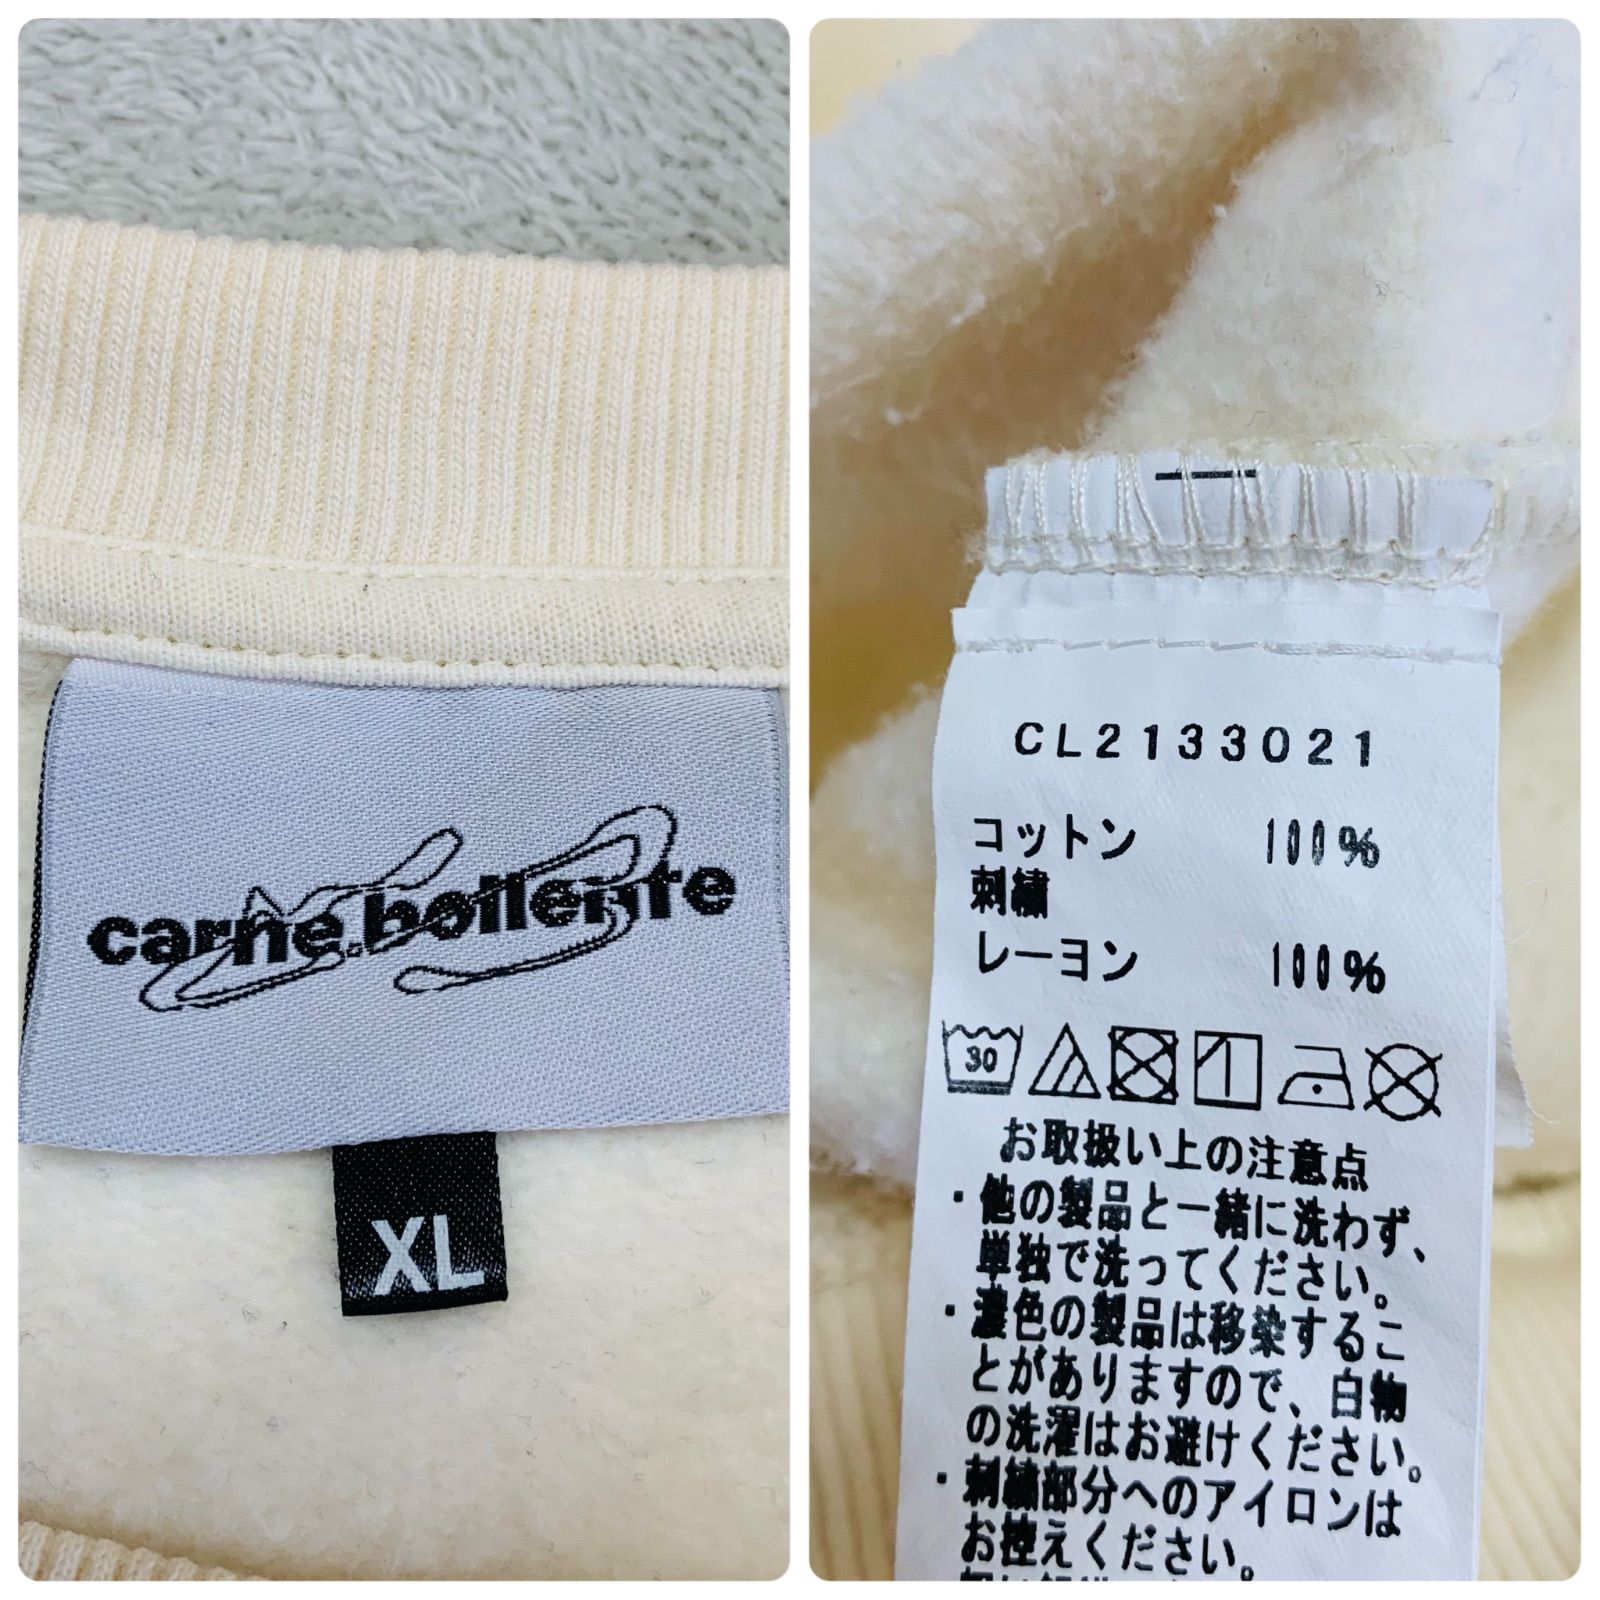 carne.bollente
XL
CL2133021
コットン 100%
刺繍
レーヨン 100%
30
お取扱い上の注意点
・他の製品と一緒に洗わず、
単独で洗ってください。
・濃色の製品は移染するこ
とがありますので、白物
の洗濯はお避けください。
・刺繍部分へのアイロンは
お控えください。